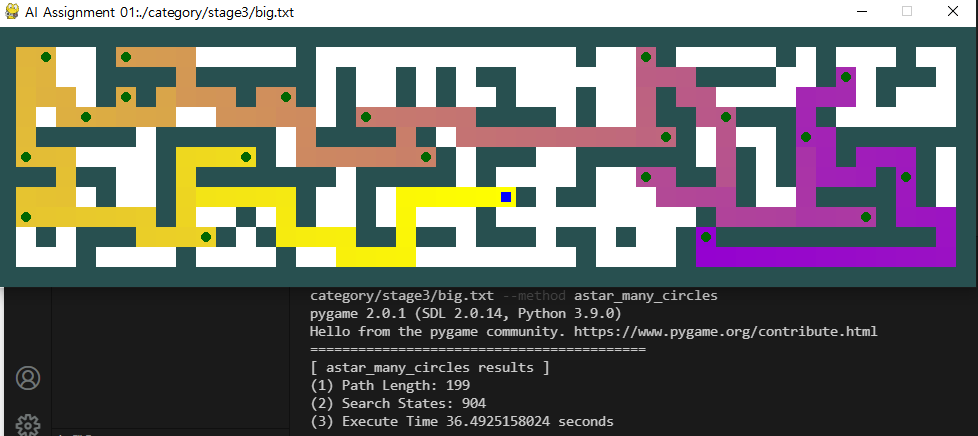 AI Assignment 01:./category/stage3/big.txt
category/stage3/big.txt --method astar_many_circles
pygame 2.0.1 (SDL 2.0.14, Python 3.9.0)
Hello from the pygame community. https://www.pygame.org/contribute.html
==========================================
[ astar_many_circles results ]
(1) Path Length: 199
(2) Search States: 904
(3) Execute Time 36.4925158024 seconds